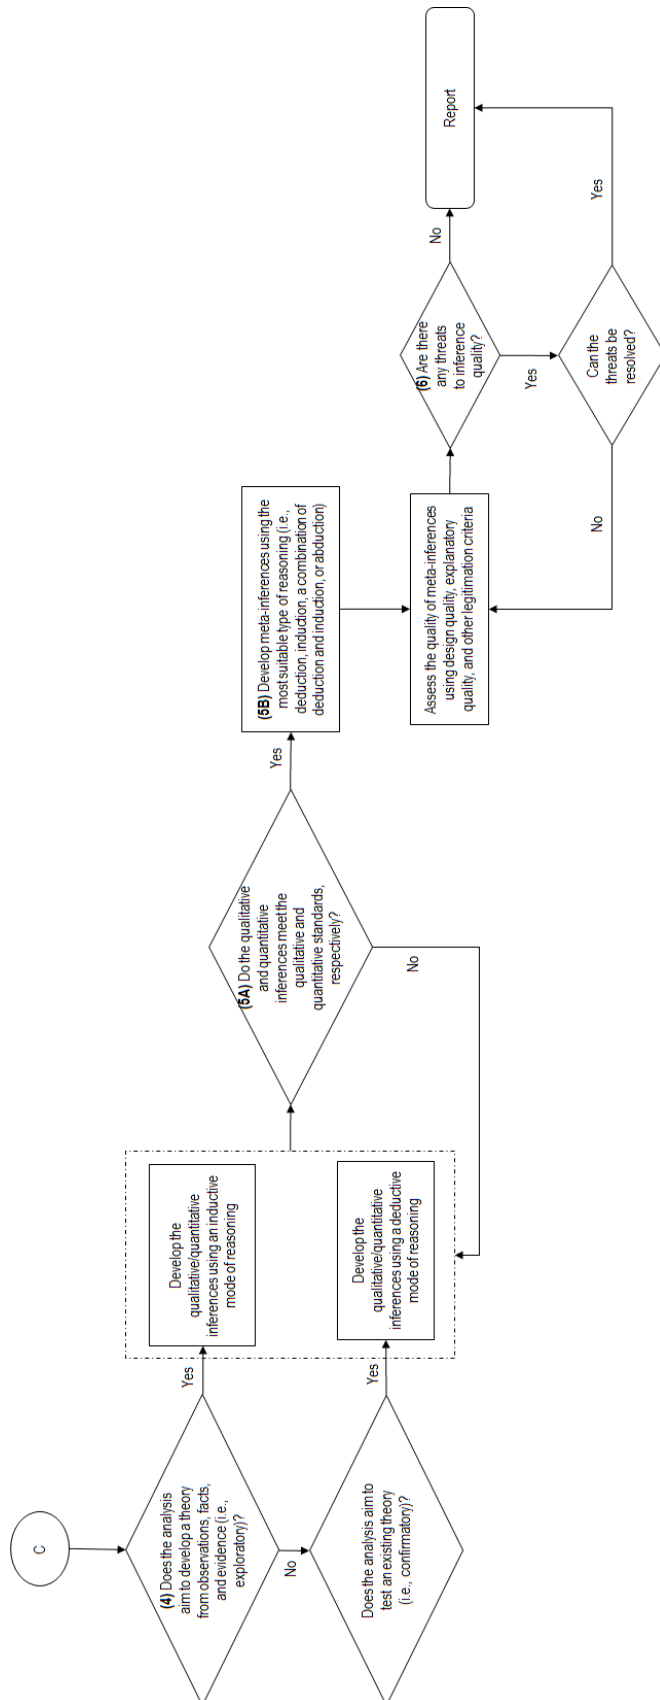 C
(4) Does the analysis
aim to develop a theory
from observations, facts,
and evidence (i.e.,
exploratory)?
Yes
No
Does the analysis aim to
test an existing theory
(i.e., confirmatory)?
Yes
Develop the
qualitative/quantitative
inferences using an inductive
mode of reasoning
Develop the
qualitative/quantitative
inferences using a deductive
mode of reasoning
(5A) Do the qualitative
and quantitative
inferences meet the
qualitative and
quantitative standards,
respectively?
No
Yes
(5B) Develop meta-inferences using the
most suitable type of reasoning (i.e.,
deduction, induction, a combination of
deduction and induction, or abduction)
Assess the quality of meta-inferences
using design quality, explanatory
quality, and other legitimation criteria
(6) Are there
any threats
to inference
quality?
No
Yes
Can the
threats be
resolved?
No
Yes
Report